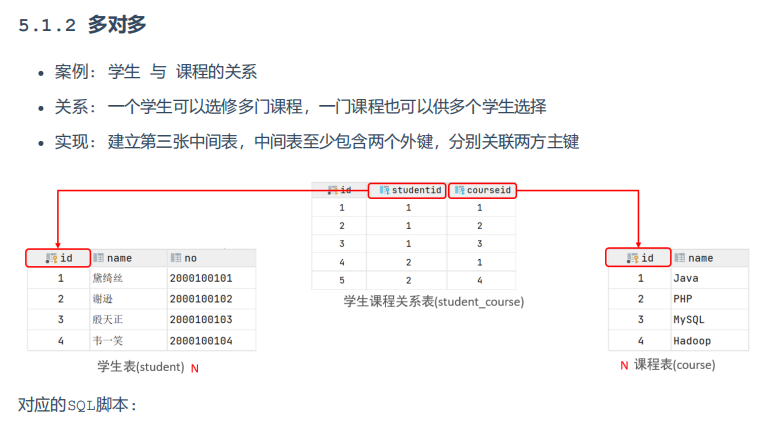 5.1.2 多对多
案例： 学生 与 课程的关系
关系： 一个学生可以选修多门课程，一门课程也可以供多个学生选择
实现： 建立第三张中间表，中间表至少包含两个外键，分别关联两方主键
id studentid courseid
1 1 1
2 1 2
3 1 3
4 2 1
5 2 4
学生课程关系表(student_course)
id name no
1 黛绮丝 2000100101
2 谢逊 2000100102
3 殷天正 2000100103
4 韦一笑 2000100104
学生表(student) N
id name
1 Java
2 PHP
3 MySQL
4 Hadoop
N 课程表(course)
对应的SQL脚本：